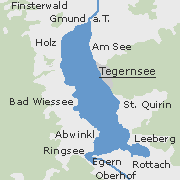 Finsterwald
Gmund a.T.
Holz
Am See
Tegernsee
Bad Wiessee
St. Quirin
Abwinkl
Leeberg
Ringsee
Egern
Rottach
Oberhof